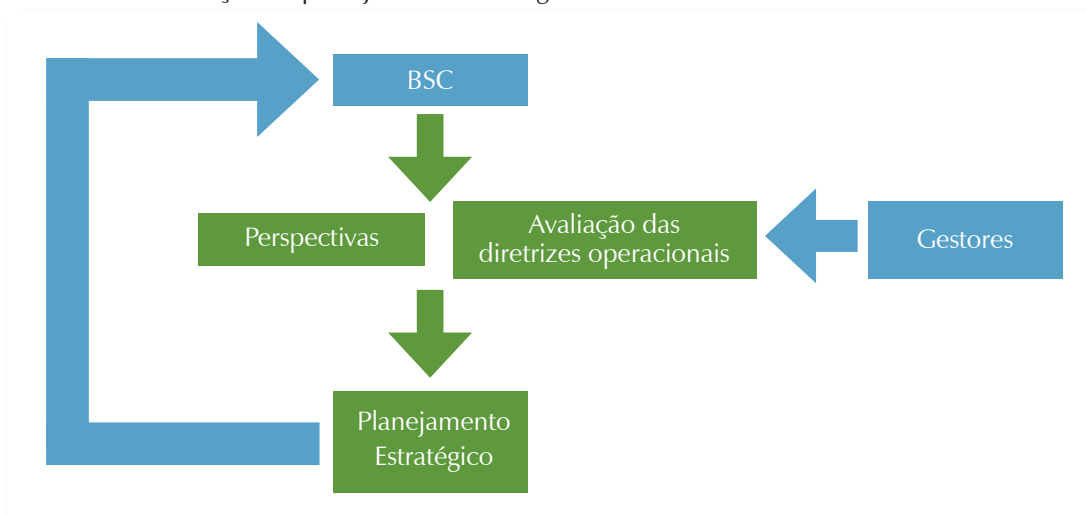 BSC
Perspectivas
Avaliação das
diretrizes operacionais
Gestores
Planejamento
Estratégico